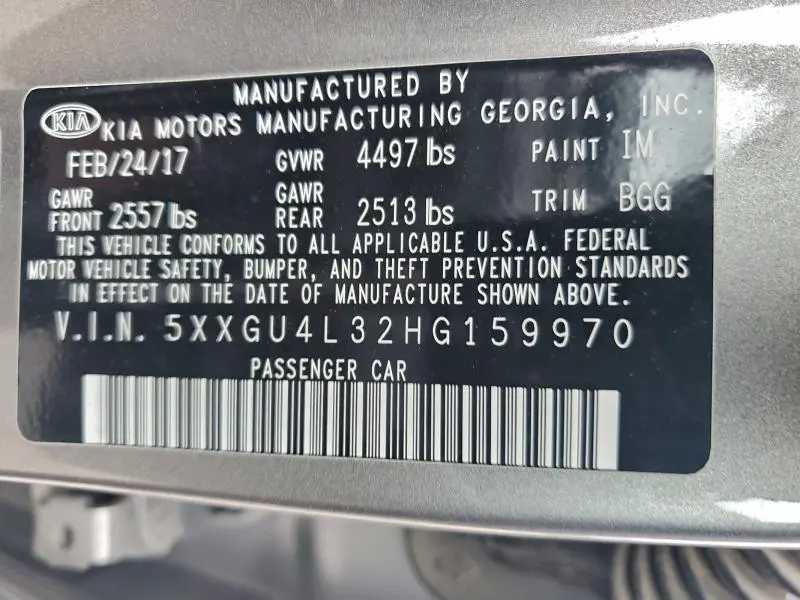 MANUFACTURED BY
KIA KIA MOTORS MANUFACTURING GEORGIA, INC.
FEB/24/17 GVWR 4497 lbs PAINT IM
GAWR FRONT 2557 lbs GAWR REAR 2513 lbs TRIM BGG
THIS VEHICLE CONFORMS TO ALL APPLICABLE U.S.A. FEDERAL
MOTOR VEHICLE SAFETY, BUMPER, AND THEFT PREVENTION STANDARDS
IN EFFECT ON THE DATE OF MANUFACTURE SHOWN ABOVE.
V.I.N. 5XXGU4L32HG159970
PASSENGER CAR